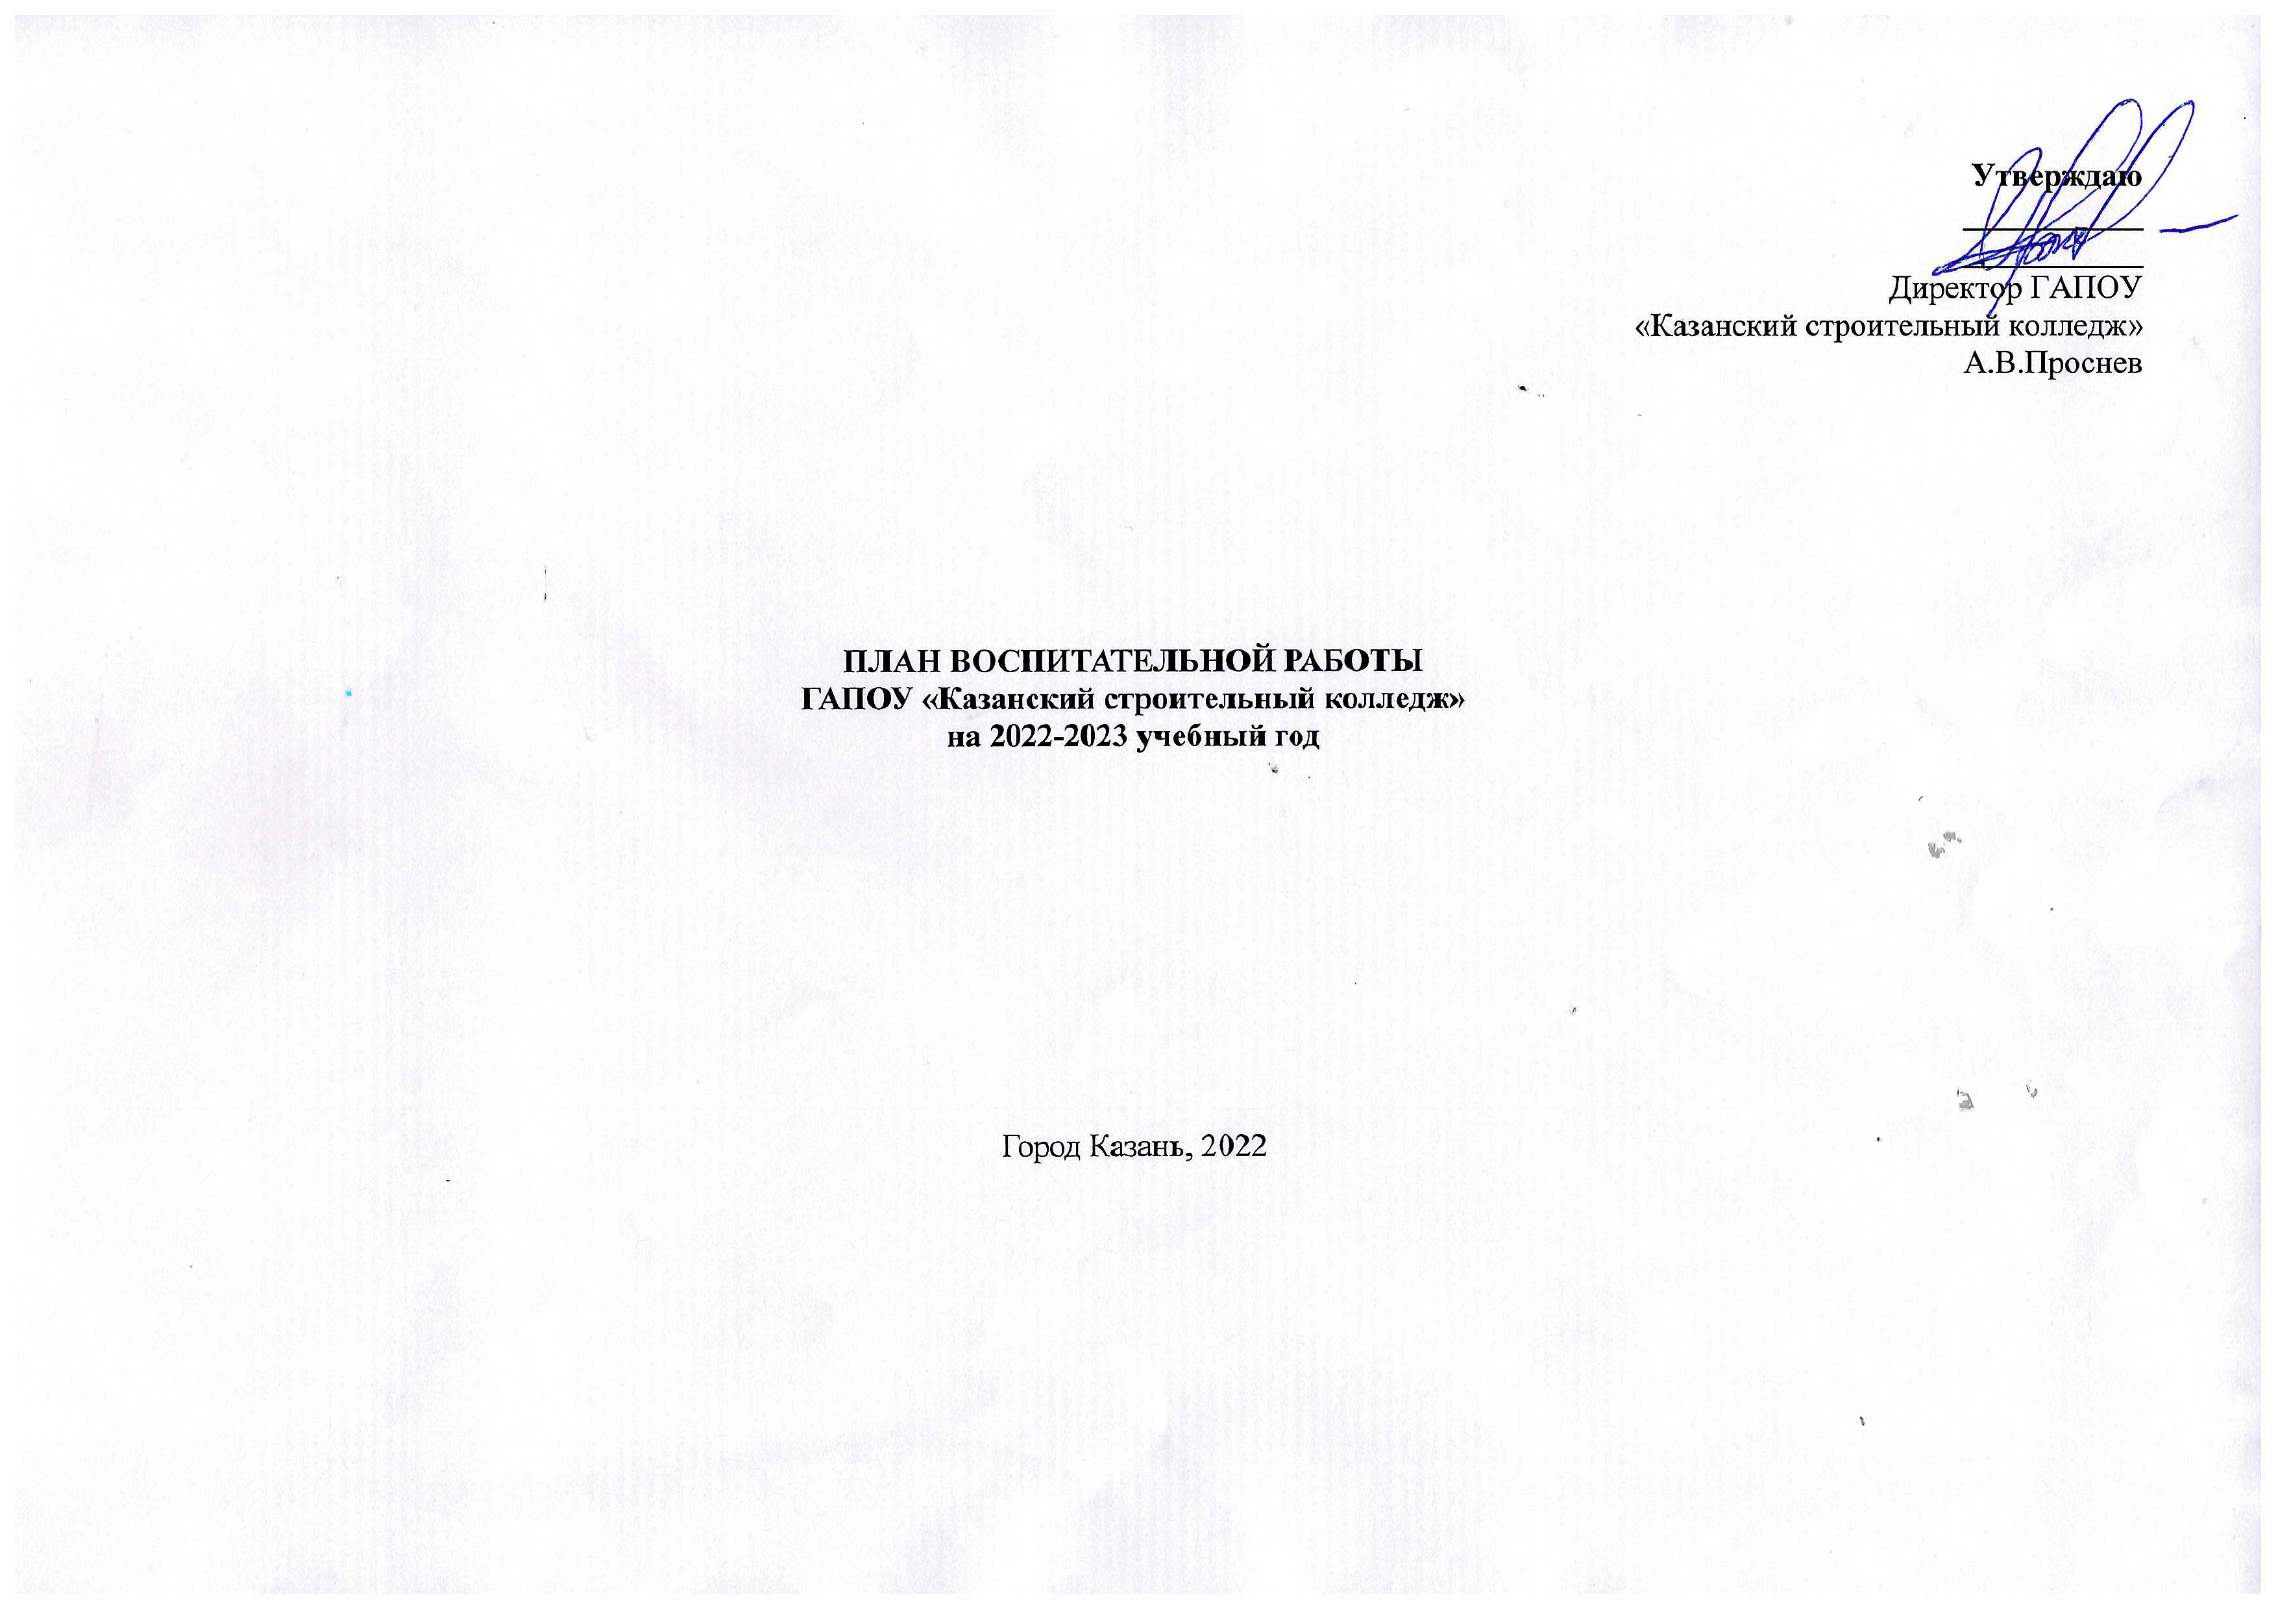 Утверждаю
Директор ГАПОУ
«Казанский строительный колледж»
А.В.Проснев
ПЛАН ВОСПИТАТЕЛЬНОЙ РАБОТЫ
ГАПОУ «Казанский строительный колледж»
на 2022-2023 учебный год
Город Казань, 2022